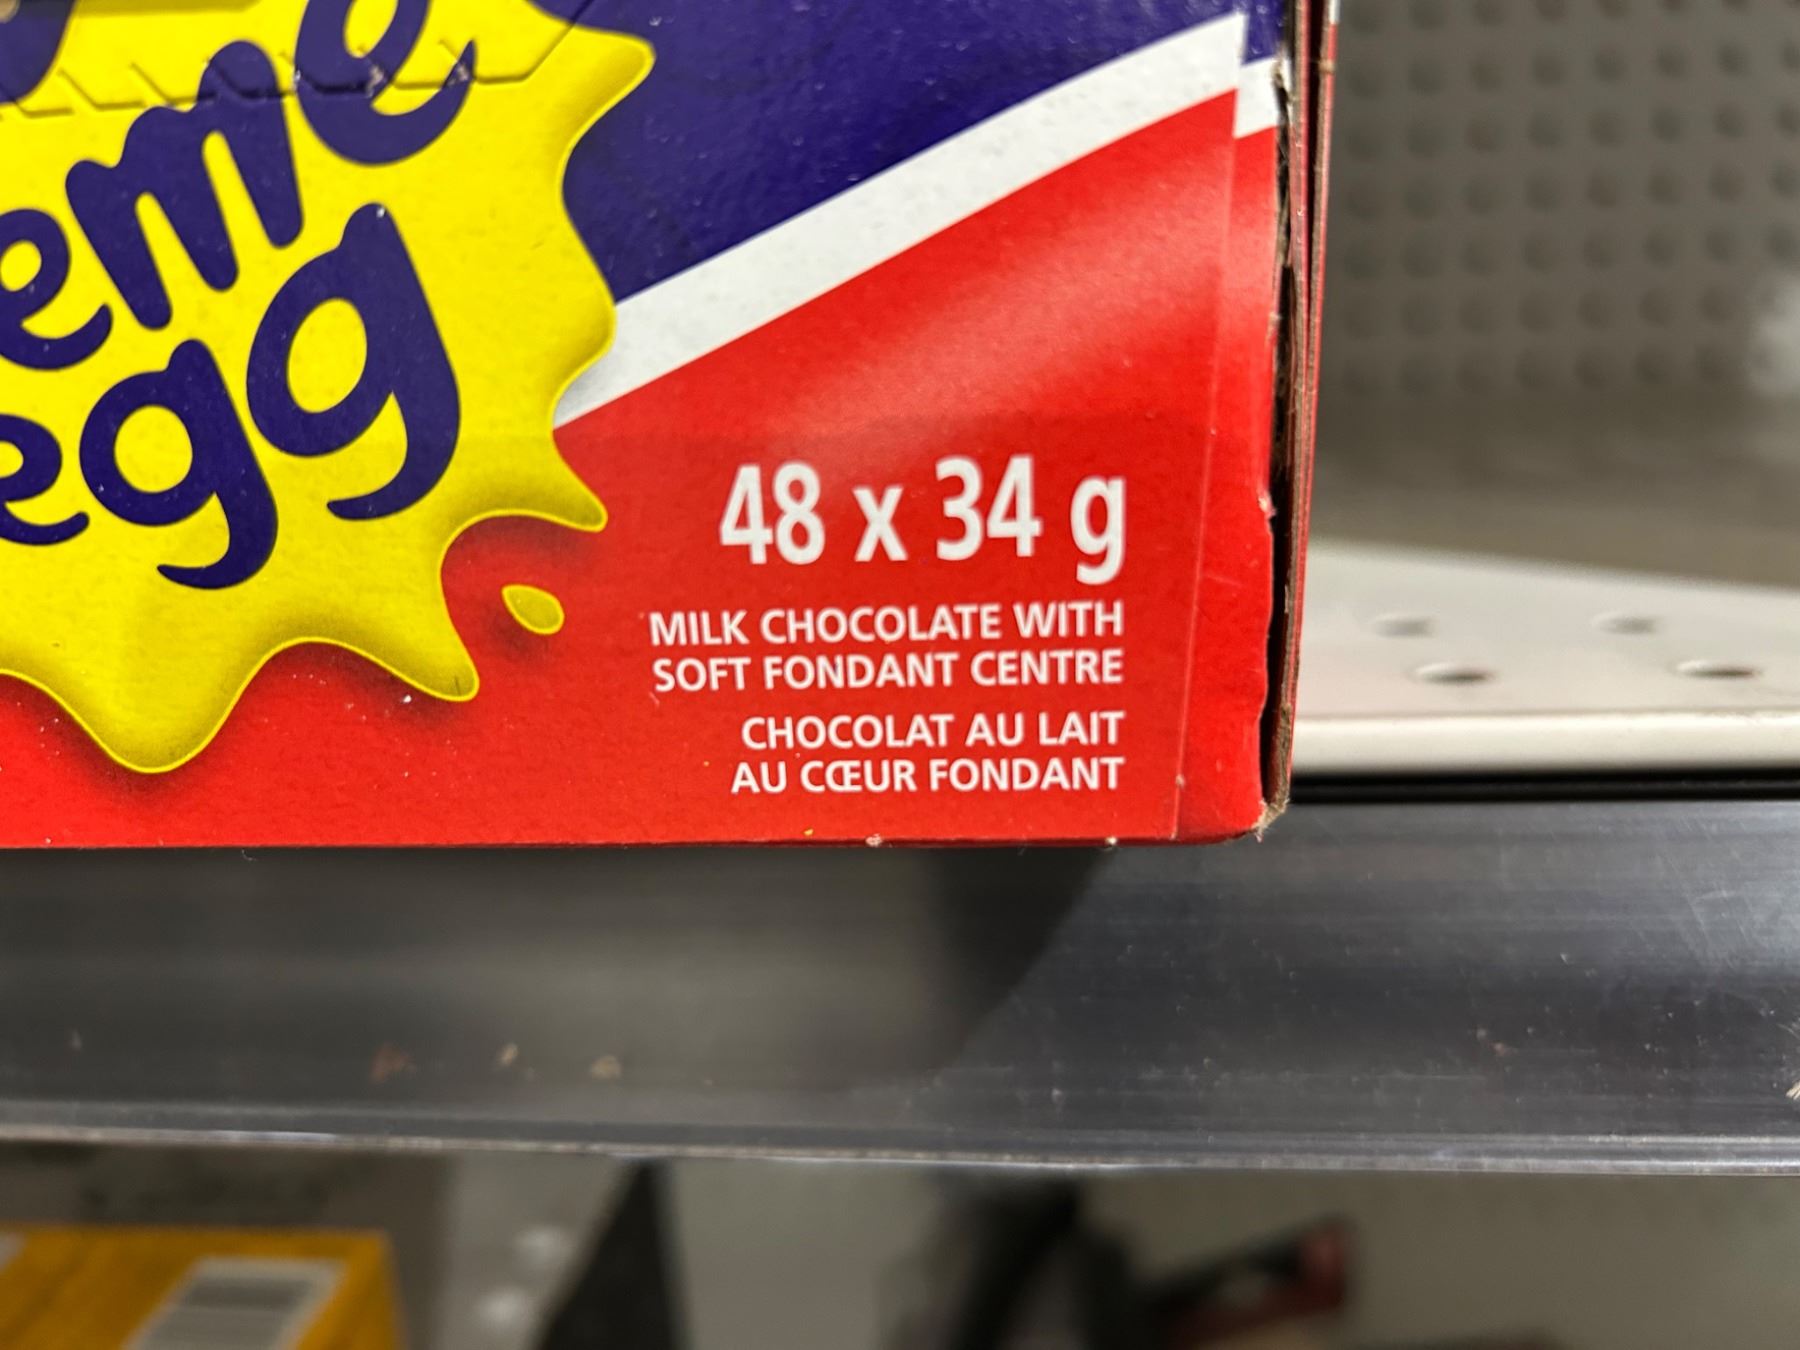 eme
egg
48 x 34 g
MILK CHOCOLATE WITH
SOFT FONDANT CENTRE
CHOCOLAT AU LAIT
AU CŒUR FONDANT